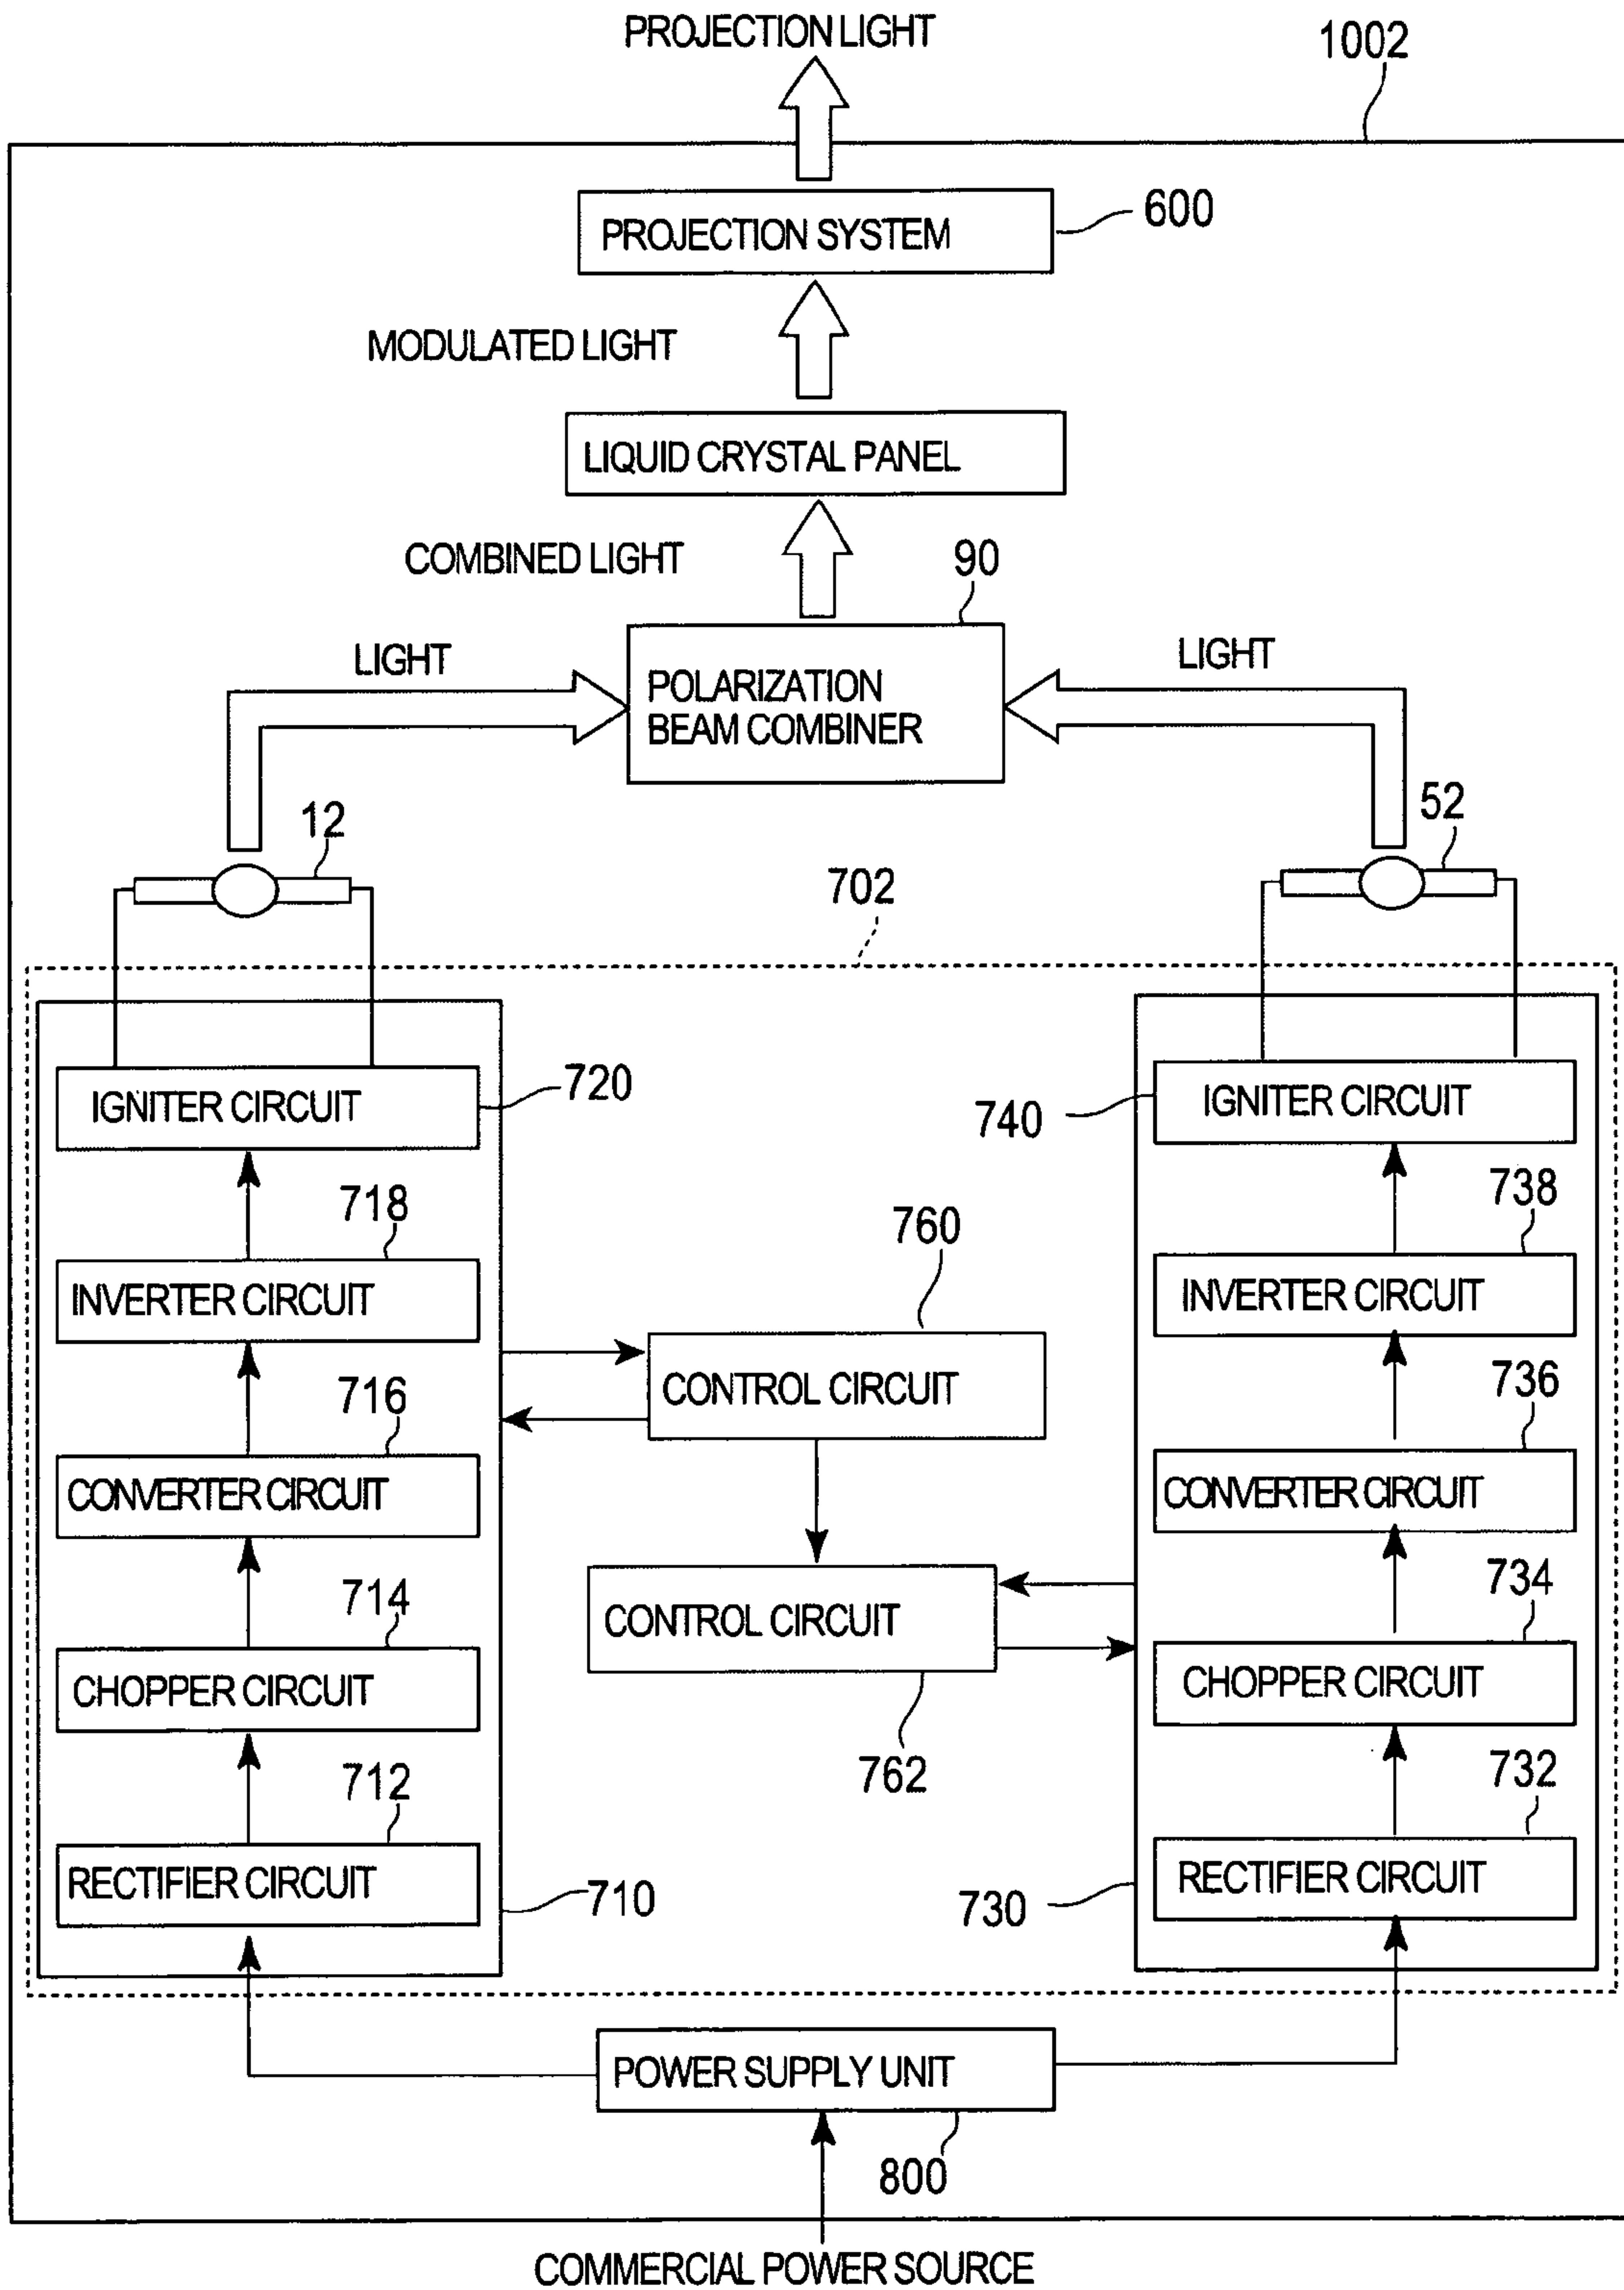 PROJECTION LIGHT
1002
PROJECTION SYSTEM
600
MODULATED LIGHT
LIQUID CRYSTAL PANEL
COMBINED LIGHT
90
LIGHT
POLARIZATION
BEAM COMBINER
LIGHT
12
52
702
IGNITER CIRCUIT
720
740
IGNITER CIRCUIT
718
738
INVERTER CIRCUIT
760
INVERTER CIRCUIT
716
CONTROL CIRCUIT
736
CONVERTER CIRCUIT
CONVERTER CIRCUIT
714
734
CONTROL CIRCUIT
CHOPPER CIRCUIT
CHOPPER CIRCUIT
712
762
732
RECTIFIER CIRCUIT
710
730
RECTIFIER CIRCUIT
POWER SUPPLY UNIT
800
COMMERCIAL POWER SOURCE